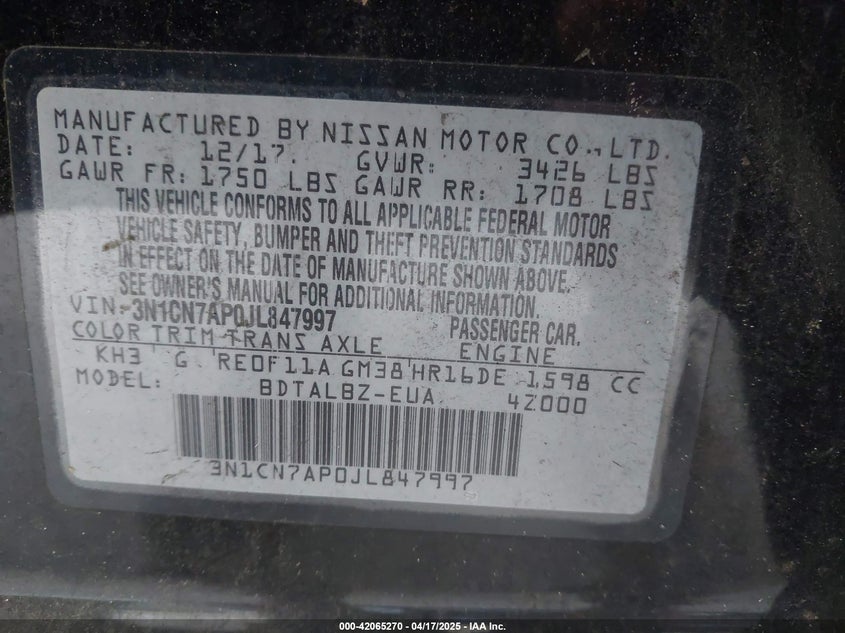 MANUFACTURED BY NISSAN MOTOR CO., LTD.
DATE: 12/17. GVWR: 3426 LBS
GAWR FR: 1750 LBS GAWR RR: 1708 LBS
THIS VEHICLE CONFORMS TO ALL APPLICABLE FEDERAL MOTOR
VEHICLE SAFETY, BUMPER AND THEFT PREVENTION STANDARDS
IN EFFECT ON THE DATE OF MANUFACTURE SHOWN ABOVE.
SEE OWNER'S MANUAL FOR ADDITIONAL INFORMATION.
VIN: 3N1CN7AP0JL847997 PASSENGER CAR.
COLOR TRIM TRANS AXLE ENGINE
KH3 G RE0F11A GM38 HR16DE 1,598 CC
MODEL: BDTALBZ-EUA 4Z000
3N1CN7AP0JL847997
000-42065270 - 04/17/2025 - IAA Inc.